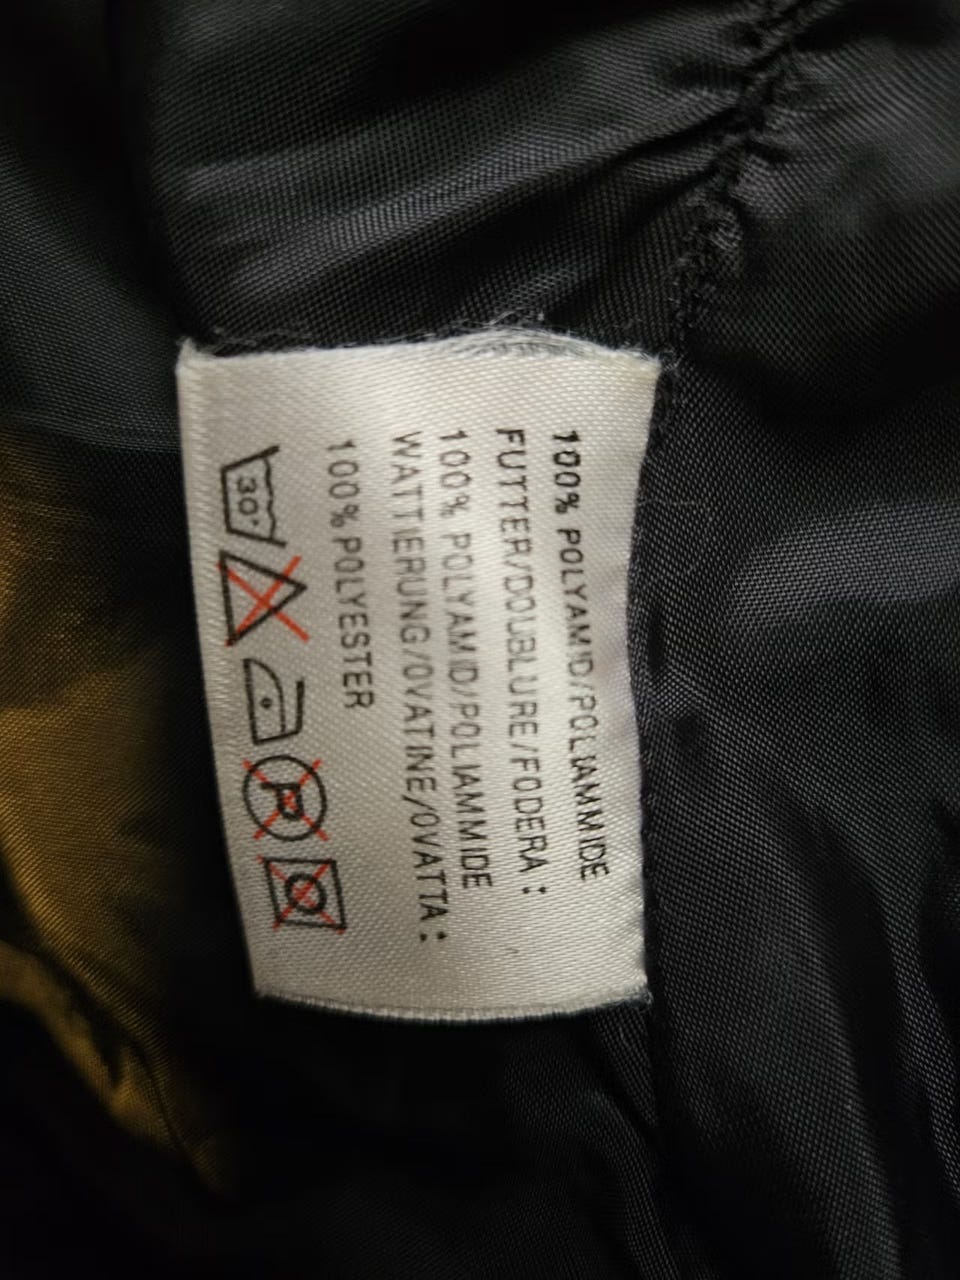 100% POLYAMID/POLIAMMIDE
FUTTER/DOUBLURE/FODERA:
100% POLYAMID/POLIAMMIDE
WATTIERUNG/OVATINE/OVATTA:
100% POLYESTER
30° P